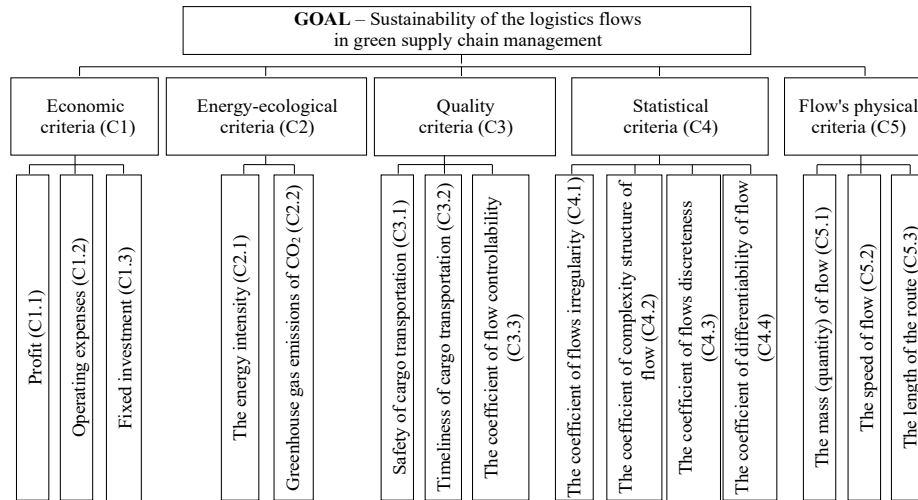 GOAL – Sustainability of the logistics flows
in green supply chain management
Economic
criteria (C1)
Energy-ecological
criteria (C2)
Quality
criteria (C3)
Statistical
criteria (C4)
Flow's physical
criteria (C5)
Profit (C1.1)
Operating expenses (C1.2)
Fixed investment (C1.3)
The energy intensity (C2.1)
Greenhouse gas emissions of CO₂ (C2.2)
Safety of cargo transportation (C3.1)
Timeliness of cargo transportation (C3.2)
The coefficient of flow controllability
(C3.3)
The coefficient of flows irregularity (C4.1)
The coefficient of complexity structure of
flow (C4.2)
The coefficient of flows discreteness
(C4.3)
The coefficient of differentiability of flow
(C4.4)
The mass (quantity) of flow (C5.1)
The speed of flow (C5.2)
The length of the route (C5.3)